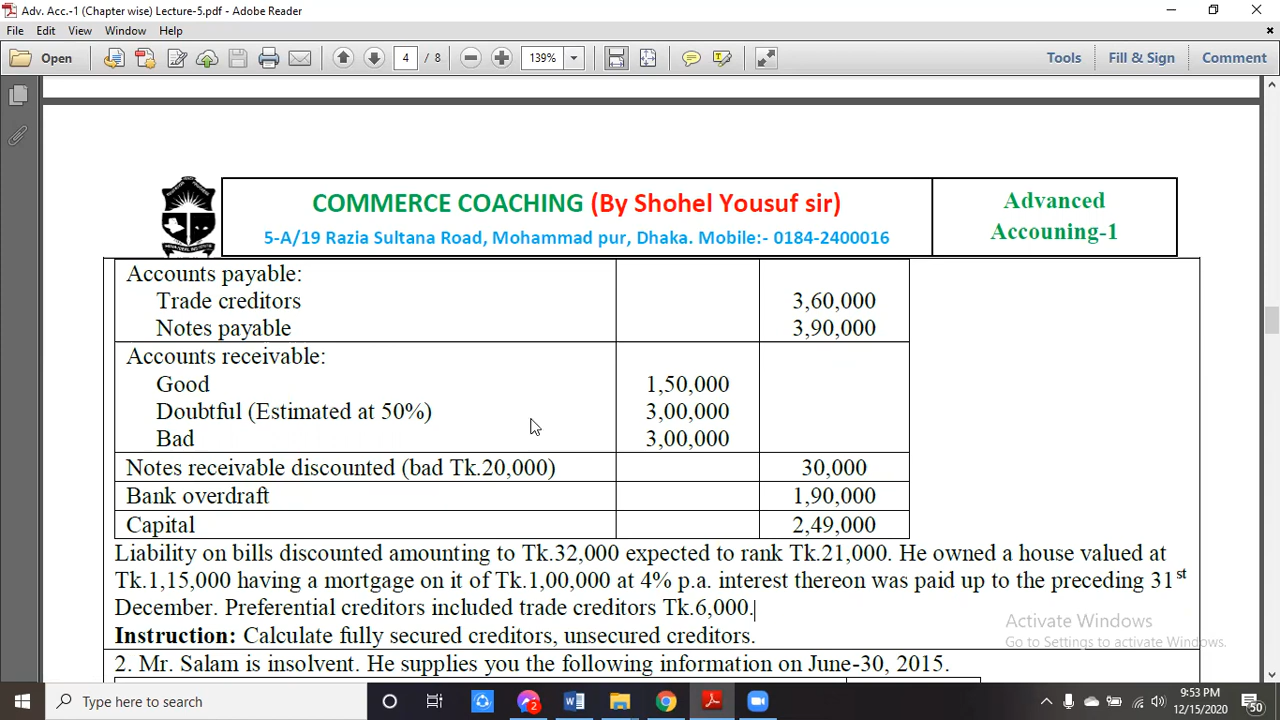 Adv. Acc.-1 (Chapter wise) Lecture-5.pdf - Adobe Reader
File Edit View Window Help
Open 4 / 8 139% Tools Fill & Sign Comment
COMMERCE COACHING (By Shohel Yousuf sir)
5-A/19 Razia Sultana Road, Mohammad pur, Dhaka. Mobile:- 0184-2400016
Advanced
Accouning-1
Accounts payable:
Trade creditors 3,60,000
Notes payable 3,90,000
Accounts receivable:
Good 1,50,000
Doubtful (Estimated at 50%) 3,00,000
Bad 3,00,000
Notes receivable discounted (bad Tk.20,000) 30,000
Bank overdraft 1,90,000
Capital 2,49,000
Liability on bills discounted amounting to Tk.32,000 expected to rank Tk.21,000. He owned a house valued at
Tk.1,15,000 having a mortgage on it of Tk.1,00,000 at 4% p.a. interest thereon was paid up to the preceding 31st
December. Preferential creditors included trade creditors Tk.6,000.
Instruction: Calculate fully secured creditors, unsecured creditors.
2. Mr. Salam is insolvent. He supplies you the following information on June-30, 2015.
Activate Windows
Go to Settings to activate Windows.
Type here to search
2
9:53 PM
12/15/2020
50